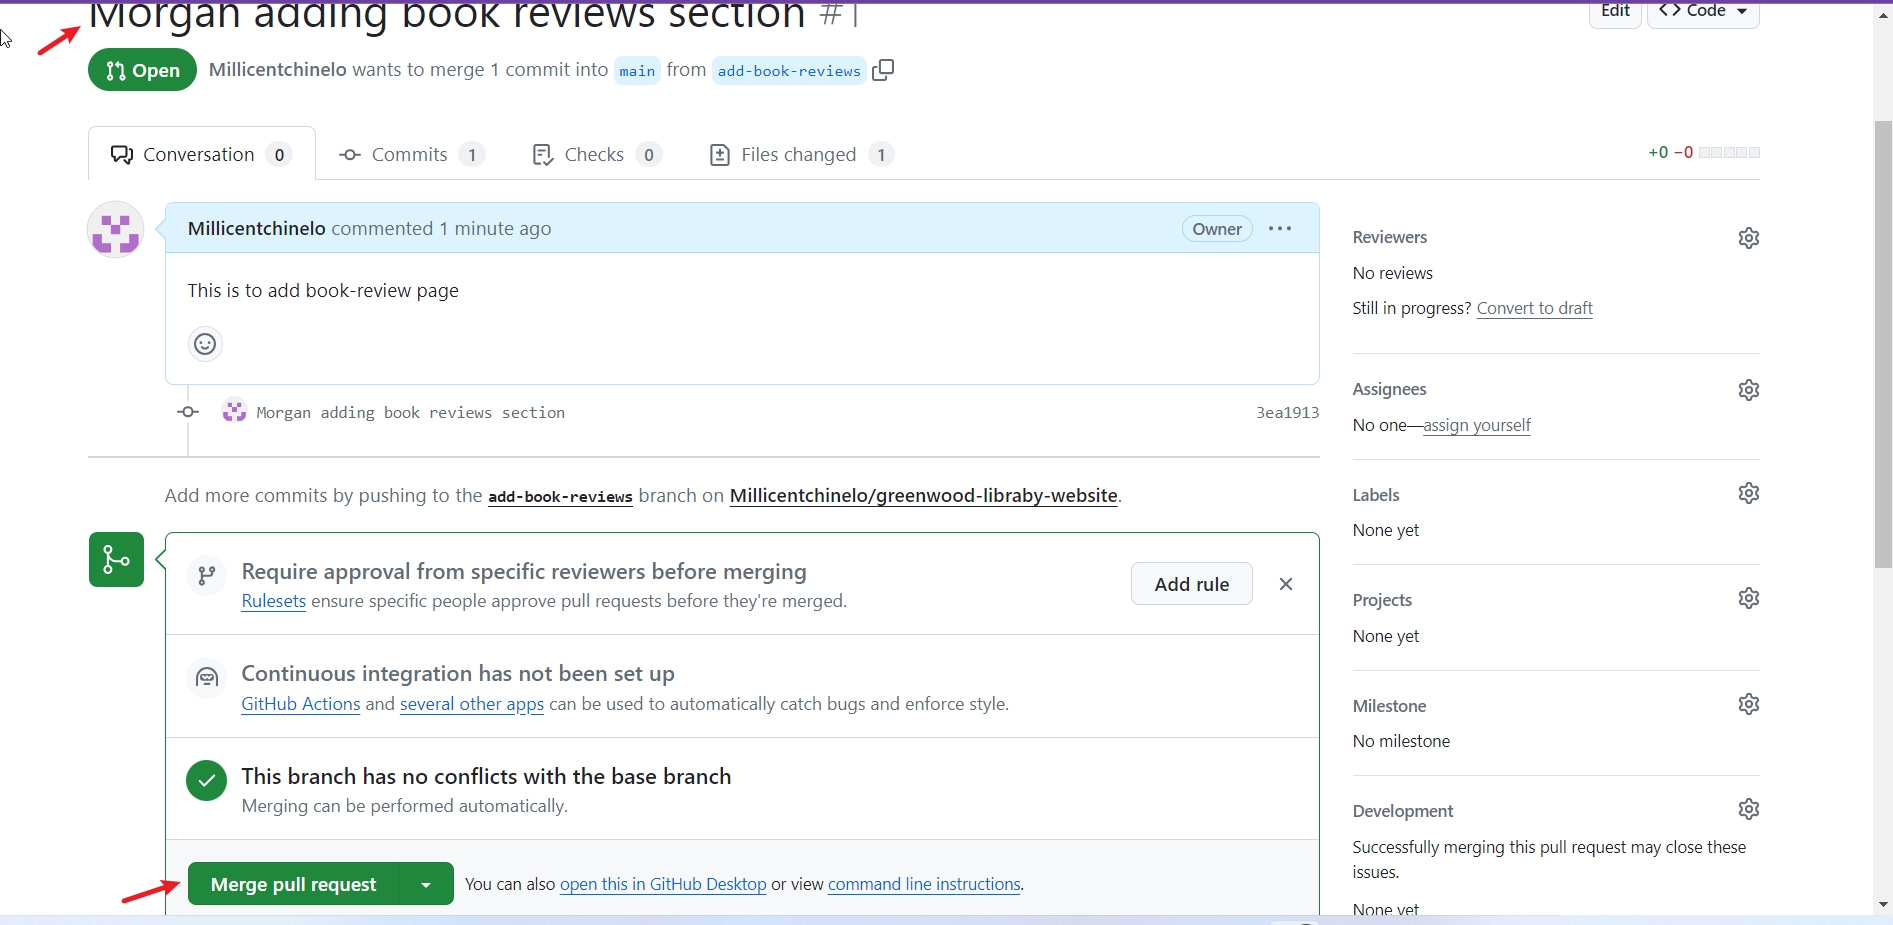 Morgan adding book reviews section #1
Edit
Code
Open
Millicentchinelo wants to merge 1 commit into main from add-book-reviews
Conversation 0
Commits 1
Checks 0
Files changed 1
+0 −0
Millicentchinelo commented 1 minute ago
Owner
This is to add book-review page
Morgan adding book reviews section
3ea1913
Add more commits by pushing to the add-book-reviews branch on Millicentchinelo/greenwood-libraby-website.
Require approval from specific reviewers before merging
Rulesets ensure specific people approve pull requests before they're merged.
Add rule
Continuous integration has not been set up
GitHub Actions and several other apps can be used to automatically catch bugs and enforce style.
This branch has no conflicts with the base branch
Merging can be performed automatically.
Merge pull request
You can also open this in GitHub Desktop or view command line instructions.
Reviewers
No reviews
Still in progress? Convert to draft
Assignees
No one—assign yourself
Labels
None yet
Projects
None yet
Milestone
No milestone
Development
Successfully merging this pull request may close these
issues.
None yet